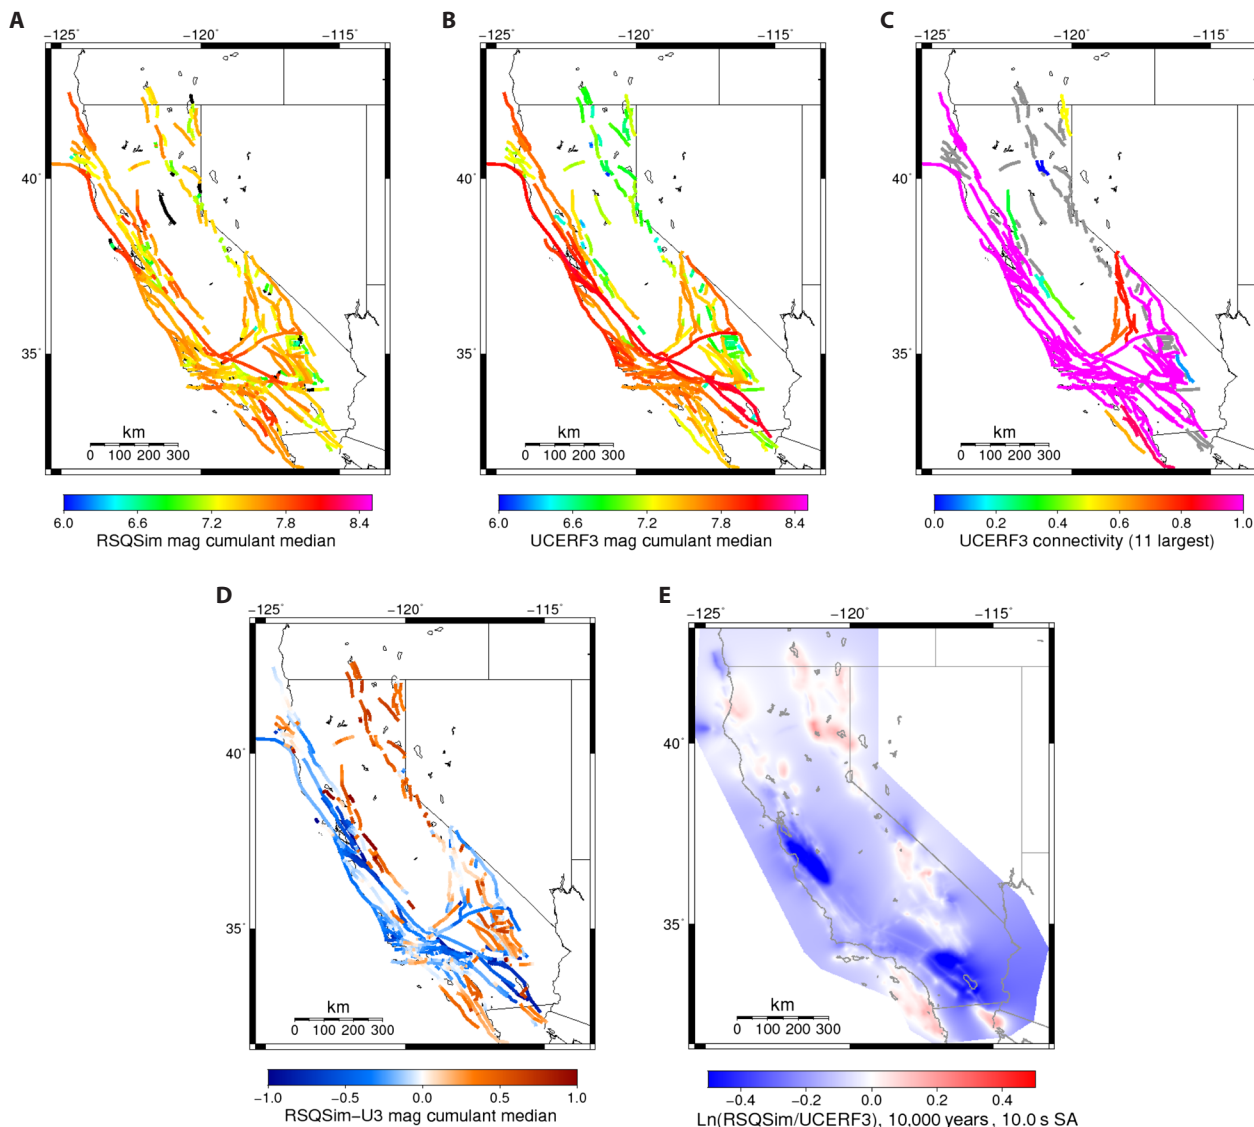 A
B
C
−125° −120° −115°
−125° −120° −115°
−125° −120° −115°
40°
35°
40°
35°
40°
35°
km
0 100 200 300
km
0 100 200 300
km
0 100 200 300
6.0 6.6 7.2 7.8 8.4
RSQSim mag cumulant median
6.0 6.6 7.2 7.8 8.4
UCERF3 mag cumulant median
0.0 0.2 0.4 0.6 0.8 1.0
UCERF3 connectivity (11 largest)
D
E
−125° −120° −115°
−125° −120° −115°
40°
35°
40°
35°
km
0 100 200 300
km
0 100 200 300
−1.0 −0.5 0.0 0.5 1.0
RSQSim−U3 mag cumulant median
−0.4 −0.2 0.0 0.2 0.4
Ln(RSQSim/UCERF3), 10,000 years, 10.0 s SA